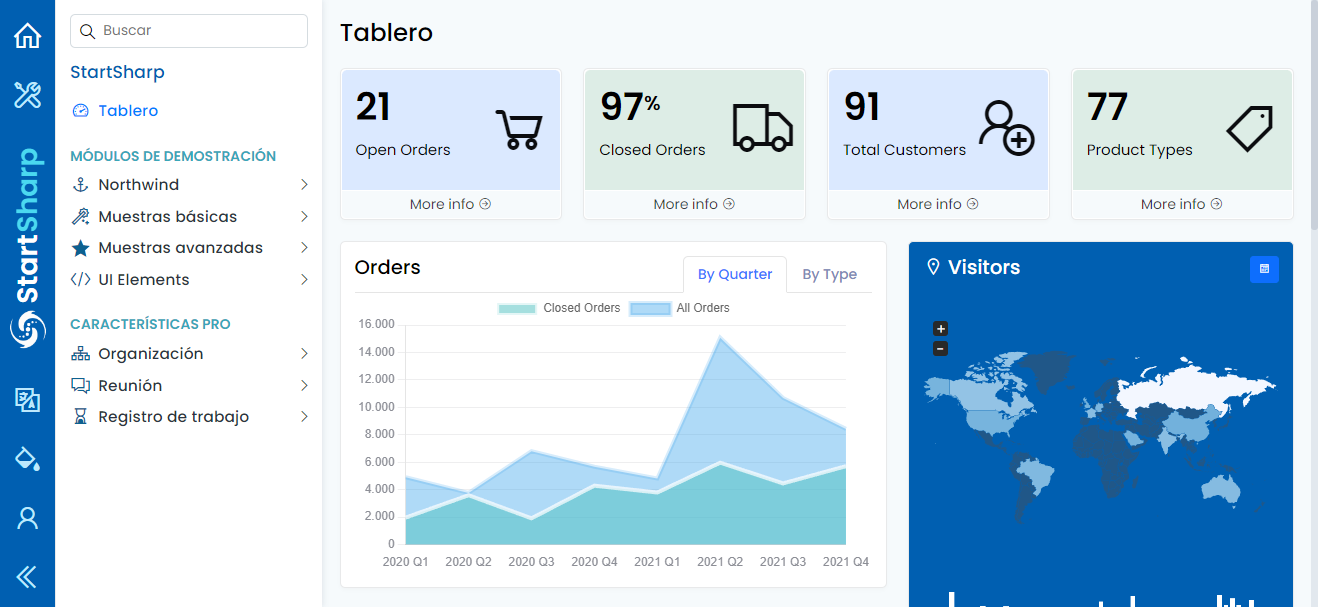 StartSharp
Buscar
StartSharp
Tablero
MÓDULOS DE DEMOSTRACIÓN
Northwind
Muestras básicas
Muestras avanzadas
UI Elements
CARACTERÍSTICAS PRO
Organización
Reunión
Registro de trabajo
Tablero
21
Open Orders
More info
97%
Closed Orders
More info
91
Total Customers
More info
77
Product Types
More info
Orders
By Quarter By Type
Closed Orders All Orders
16.000
14.000
12.000
10.000
8.000
6.000
4.000
2.000
0
2020 Q1 2020 Q2 2020 Q3 2020 Q4 2021 Q1 2021 Q2 2021 Q3 2021 Q4
Visitors
+
−